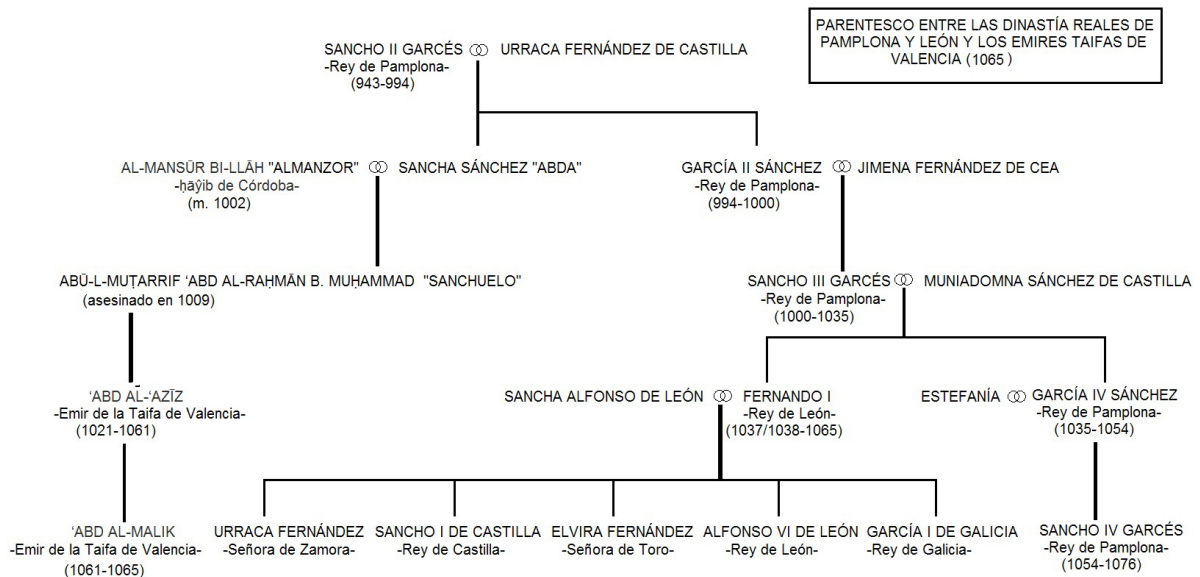 PARENTESCO ENTRE LAS DINASTÍA REALES DE
PAMPLONA Y LEÓN Y LOS EMIRES TAIFAS DE
VALENCIA (1065)
SANCHO II GARCÉS
-Rey de Pamplona-
(943-994)
URRACA FERNÁNDEZ DE CASTILLA
AL-MANSŪR BI-LLĀH "ALMANZOR"
-ḥāŷib de Córdoba-
(m. 1002)
SANCHA SÁNCHEZ "ABDA"
GARCÍA II SÁNCHEZ
-Rey de Pamplona-
(994-1000)
JIMENA FERNÁNDEZ DE CEA
ABŪ-L-MUṬARRIF ‘ABD AL-RAḤMĀN B. MUḤAMMAD "SANCHUELO"
(asesinado en 1009)
SANCHO III GARCÉS
-Rey de Pamplona-
(1000-1035)
MUNIADOMNA SÁNCHEZ DE CASTILLA
‘ABD AL-‘AZĪZ
-Emir de la Taifa de Valencia-
(1021-1061)
SANCHA ALFONSO DE LEÓN
FERNANDO I
-Rey de León-
(1037/1038-1065)
ESTEFANÍA
GARCÍA IV SÁNCHEZ
-Rey de Pamplona-
(1035-1054)
‘ABD AL-MALIK
-Emir de la Taifa de Valencia-
(1061-1065)
URRACA FERNÁNDEZ
-Señora de Zamora-
SANCHO I DE CASTILLA
-Rey de Castilla-
ELVIRA FERNÁNDEZ
-Señora de Toro-
ALFONSO VI DE LEÓN
-Rey de León-
GARCÍA I DE GALICIA
-Rey de Galicia-
SANCHO IV GARCÉS
-Rey de Pamplona-
(1054-1076)